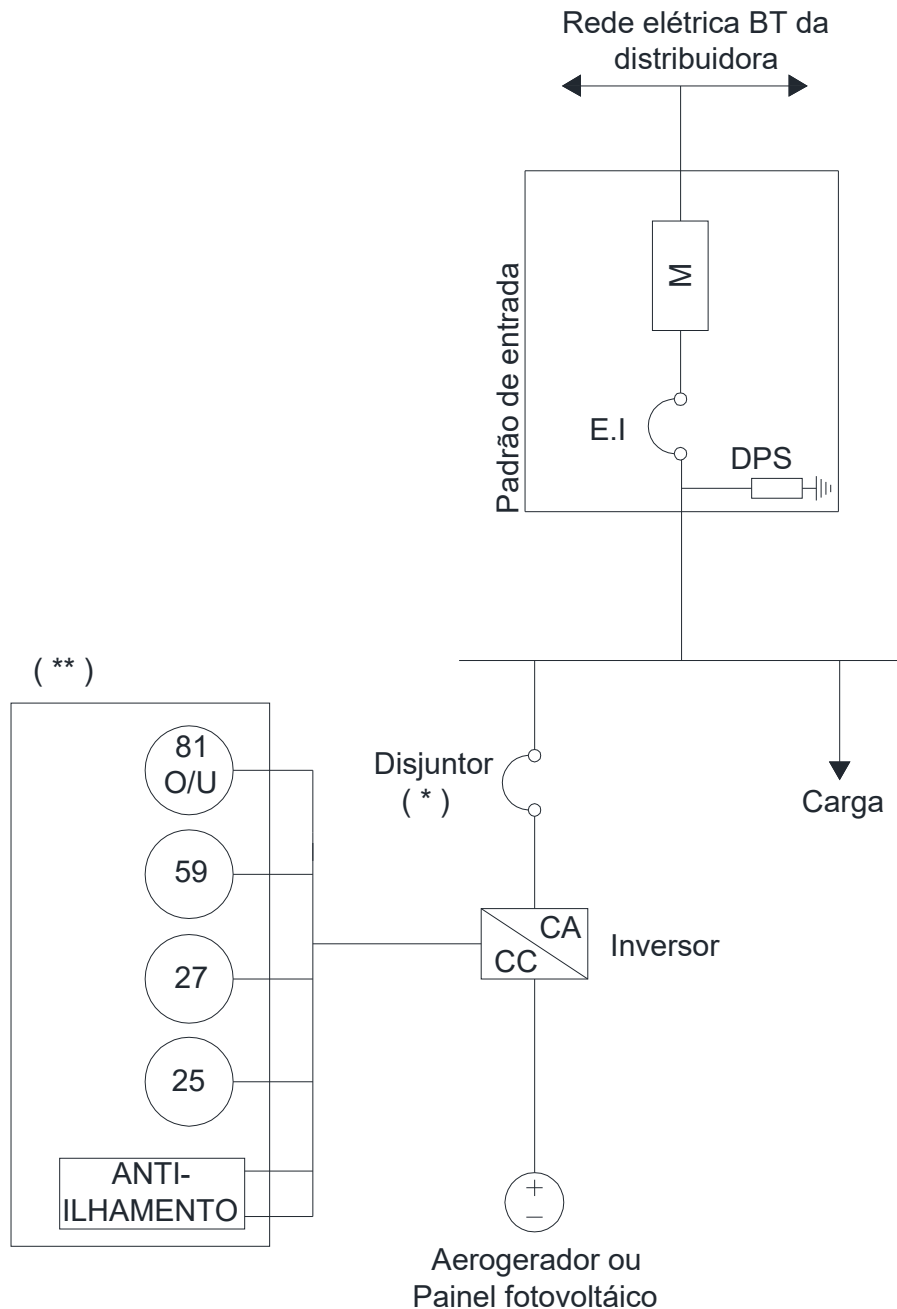 Rede elétrica BT da
distribuidora
Padrão de entrada
M
E.I
DPS
( ** )
81
O/U
59
27
25
ANTI-
ILHAMENTO
Disjuntor
( * )
Carga
CA
CC
Inversor
+
−
Aerogerador ou
Painel fotovoltáico